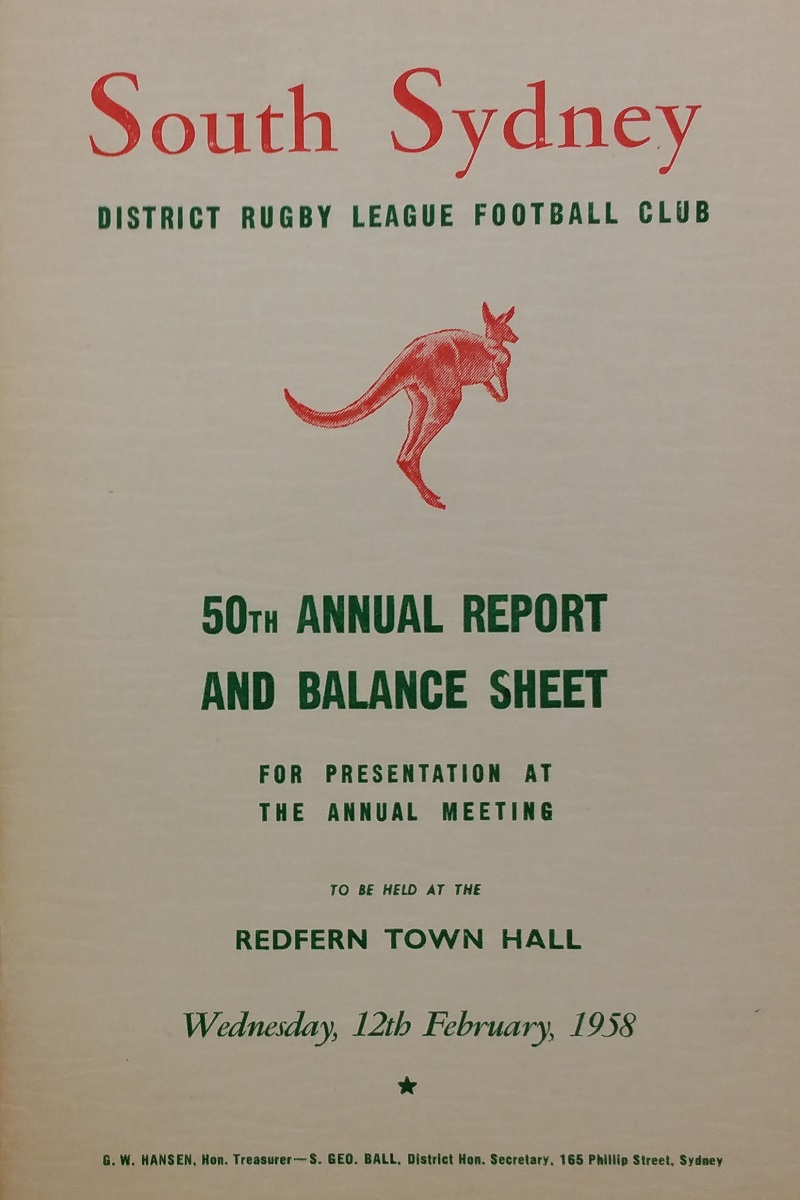 South Sydney
DISTRICT RUGBY LEAGUE FOOTBALL CLUB
50TH ANNUAL REPORT
AND BALANCE SHEET
FOR PRESENTATION AT
THE ANNUAL MEETING
TO BE HELD AT THE
REDFERN TOWN HALL
Wednesday, 12th February, 1958
G. W. HANSEN, Hon. Treasurer—S. GEO. BALL, District Hon. Secretary, 165 Phillip Street, Sydney